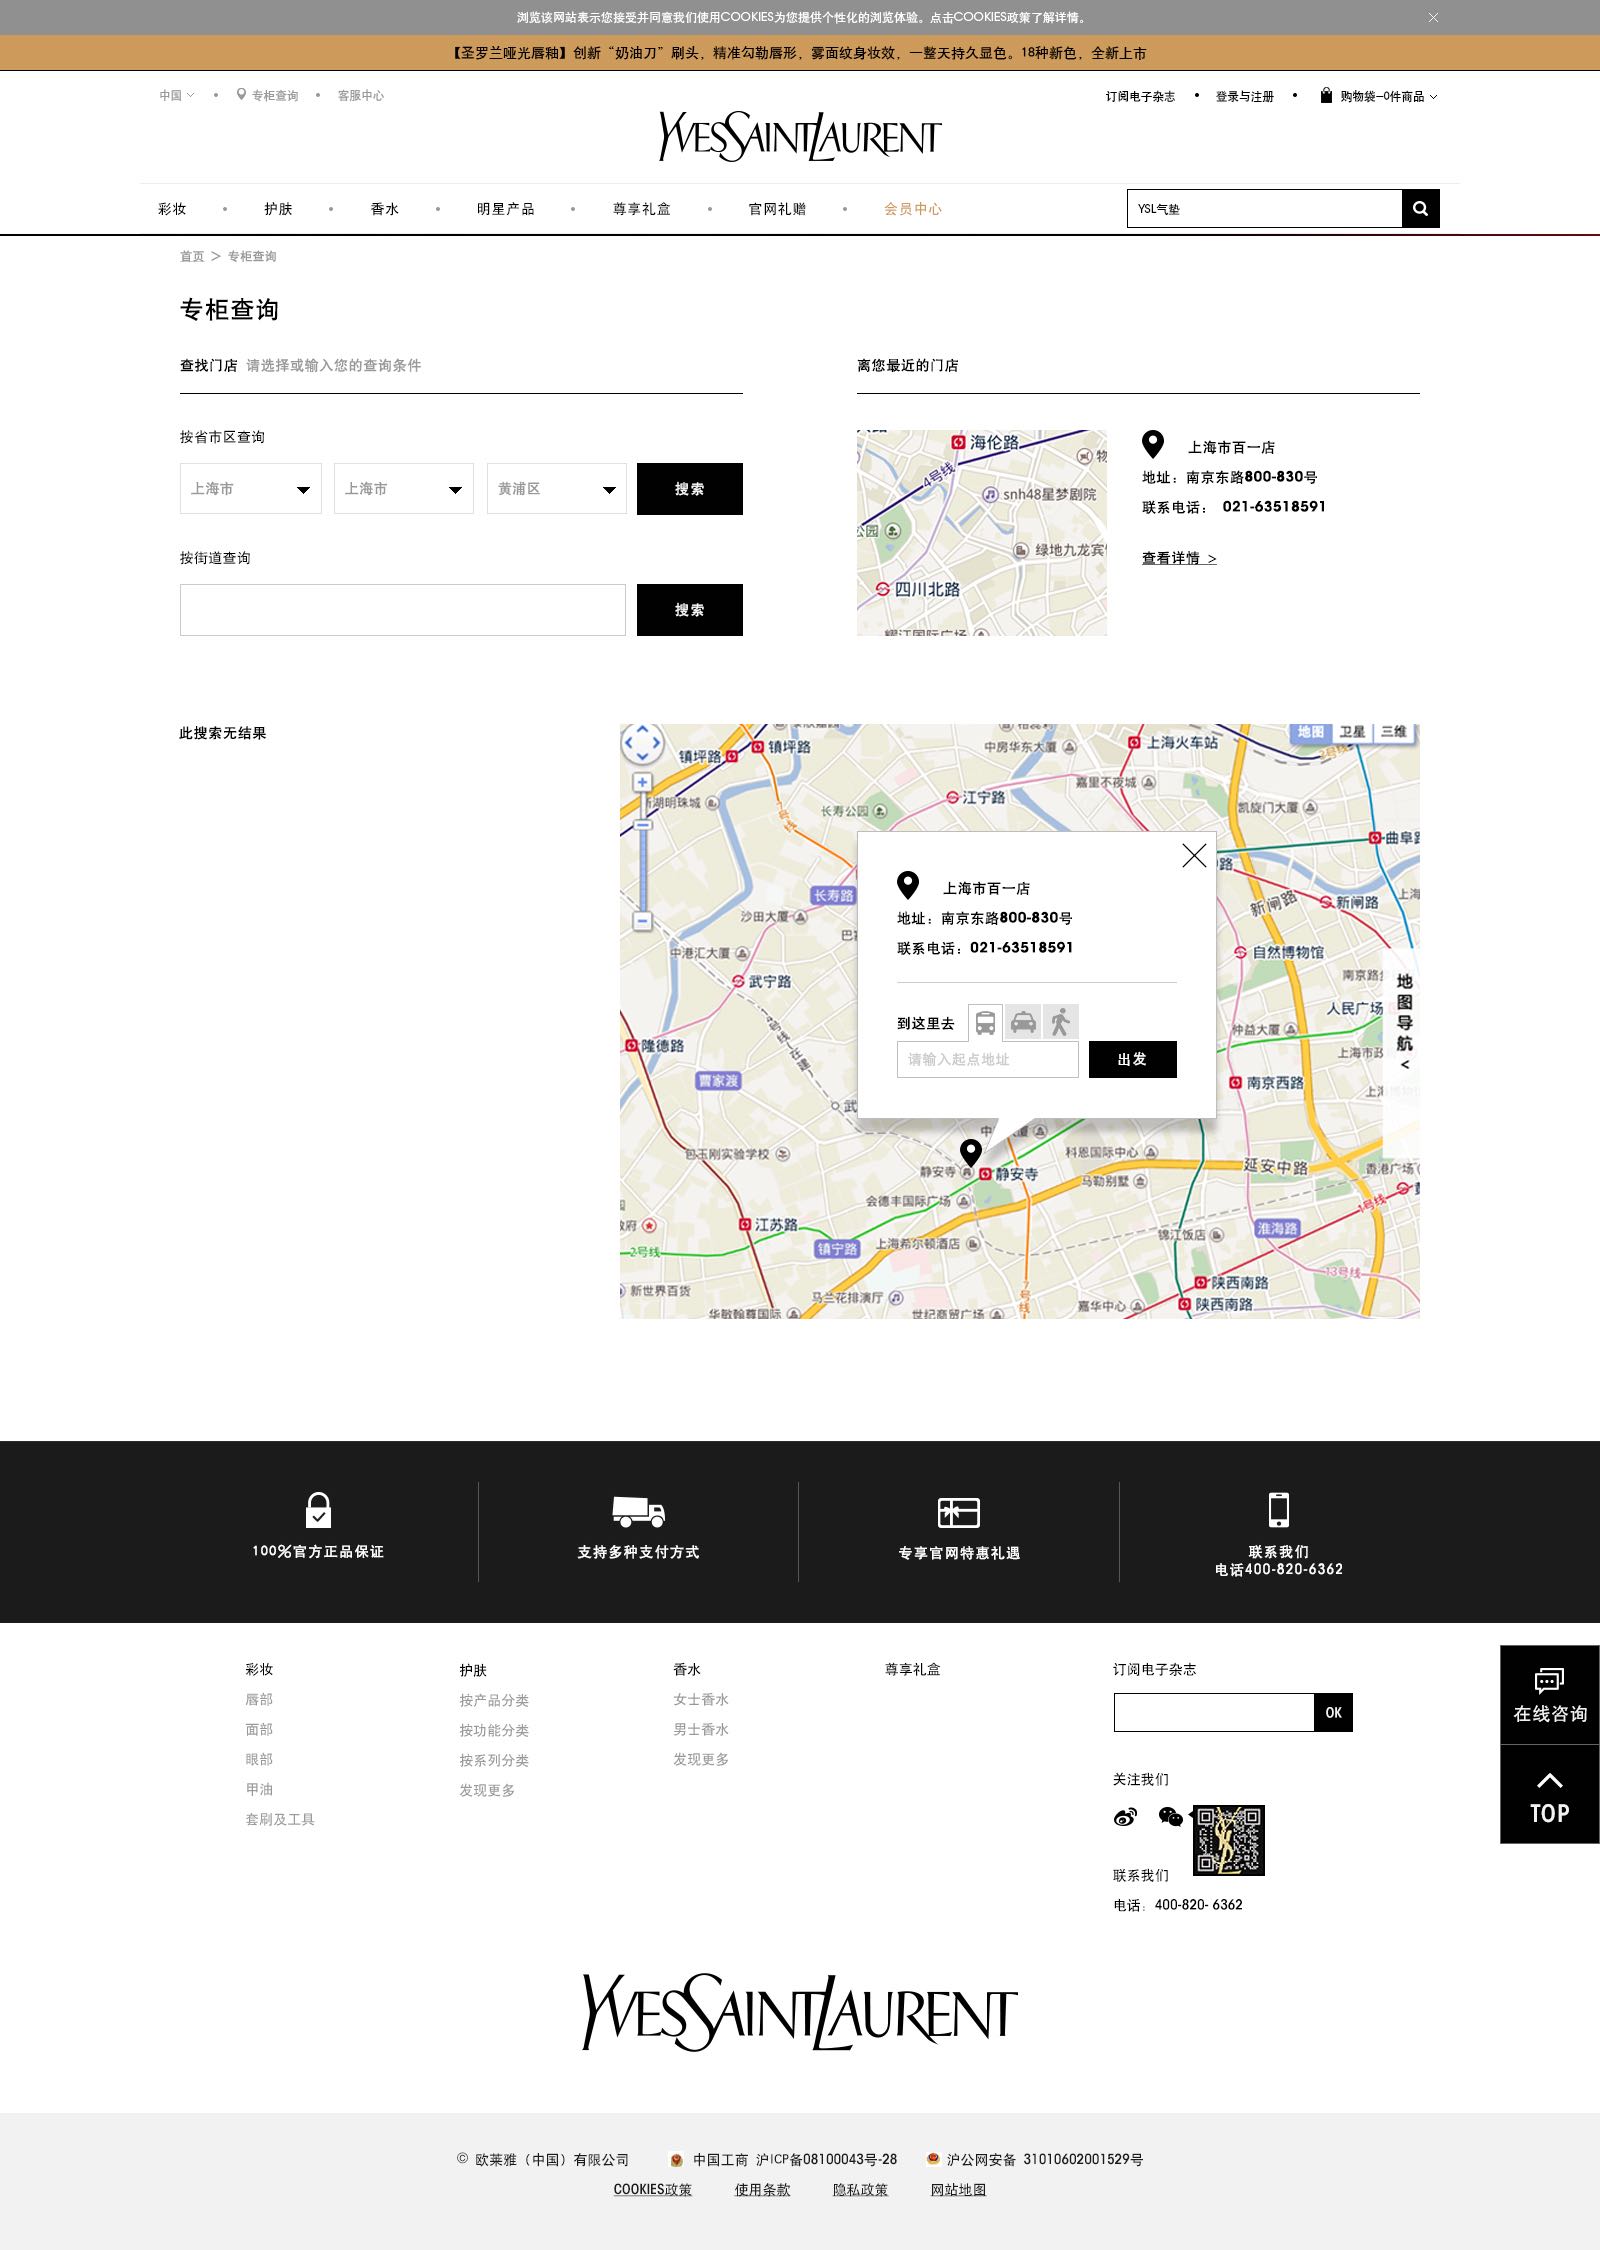 浏览该网站表示您接受并同意我们使用COOKIES为您提供个性化的浏览体验。点击COOKIES政策了解详情。
【圣罗兰哑光唇釉】创新“奶油刀”刷头，精准勾勒唇形，雾面纹身妆效，一整天持久显色。18种新色，全新上市
中国 • 专柜查询 • 客服中心
订阅电子杂志 • 登录与注册 • 购物袋—0件商品
YVESSAINTLAURENT
彩妆 • 护肤 • 香水 • 明星产品 • 尊享礼盒 • 官网礼赠 • 会员中心
YSL气垫
首页 > 专柜查询
专柜查询
查找门店 请选择或输入您的查询条件
按省市区查询
上海市 上海市 黄浦区 搜索
按街道查询
搜索
离您最近的门店
海伦路
4号线
物
snh48星梦剧院
公园
绿地九龙宾
四川北路
耀江国际广场
上海市百一店
地址：南京东路800-830号
联系电话： 021-63518591
查看详情 >
此搜索无结果
镇坪路
镇坪路
中房华东大厦
上海火车站
地图 卫星 三维
3号线
新湖明珠城
长寿公园
江宁路
嘉里不夜城
凯旋门大厦
曲阜路
长寿路
沙田大厦
中港汇大厦
武宁路
新闸路
新闸路
自然博物馆
南京路
人民广场
地图导航 <
仲益大厦
上海市政
隆德路
曹家渡
南京西路
上海市百一店
地址：南京东路800-830号
联系电话：021-63518591
到这里去
请输入起点地址
出发
包玉刚实验学校
静安寺
静安寺
科恩国际中心
延安中路
香港广场
马勒别墅
会德丰国际广场
1号线
江苏路
2号线
镇宁路
上海希尔顿酒店
锦江饭店
淮海路
13号线
新世界百货
马兰花排演厅
7号线
陕西南路
陕西南路
华敏翰尊国际
世纪商贸广场
嘉华中心
100%官方正品保证
支持多种支付方式
专享官网特惠礼遇
联系我们
电话400-820-6362
彩妆
唇部
面部
眼部
甲油
套刷及工具
护肤
按产品分类
按功能分类
按系列分类
发现更多
香水
女士香水
男士香水
发现更多
尊享礼盒
订阅电子杂志
OK
关注我们
联系我们
电话：400-820- 6362
在线咨询
TOP
YVESSAINTLAURENT
© 欧莱雅（中国）有限公司 中国工商 沪ICP备08100043号-28 沪公网安备 31010602001529号
COOKIES政策 使用条款 隐私政策 网站地图